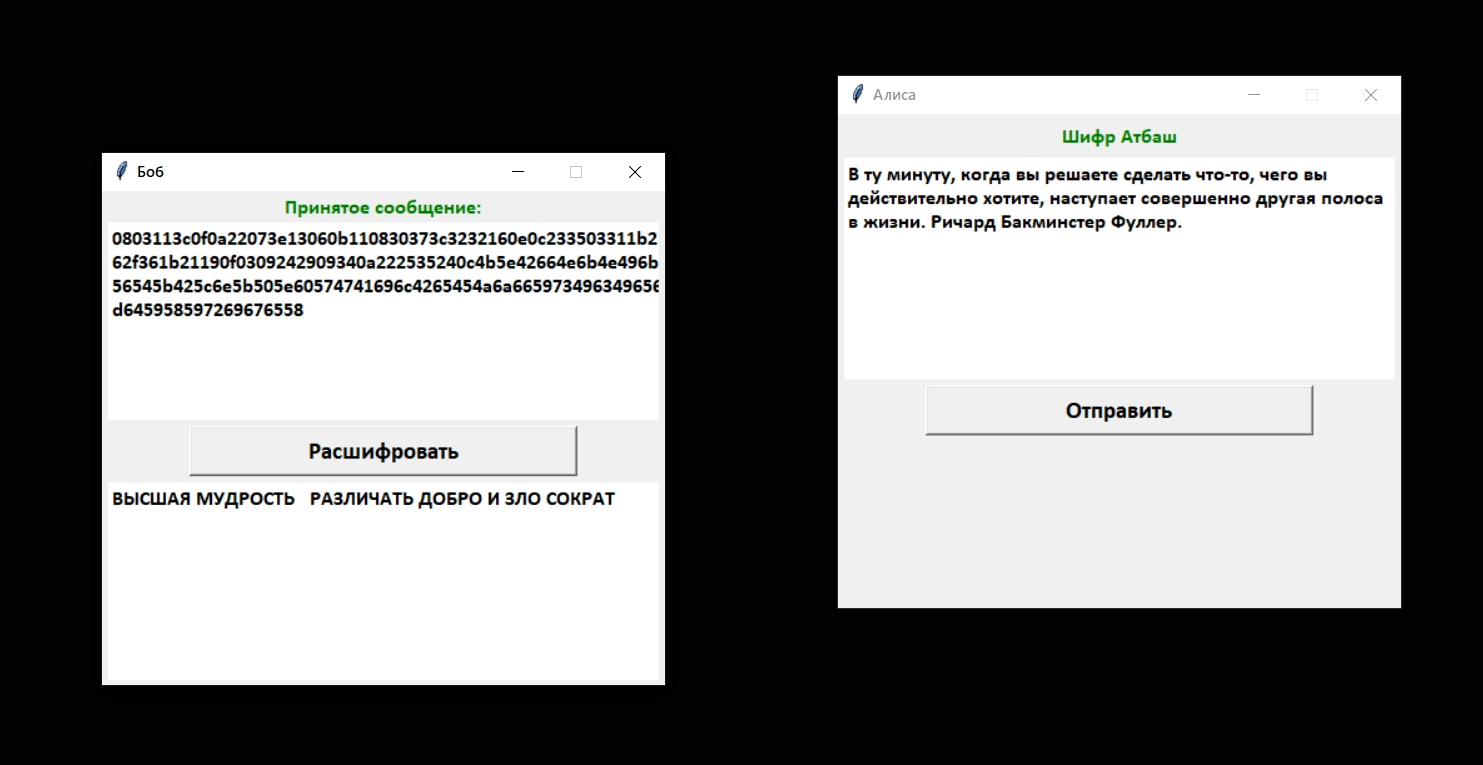 Боб
Принятое сообщение:
0803113c0f0a22073e13060b110830373c3232160e0c233503311b2
62f361b21190f0309242909340a222535240c4b5e42664e6b4e496b
56545b425c6e5b505e60574741696c4265454a6a665973496349656
d645958597269676558
Расшифровать
ВЫСШАЯ МУДРОСТЬ   РАЗЛИЧАТЬ ДОБРО И ЗЛО СОКРАТ
Алиса
Шифр Атбаш
В ту минуту, когда вы решаете сделать что-то, чего вы
действительно хотите, наступает совершенно другая полоса
в жизни. Ричард Бакминстер Фуллер.
Отправить